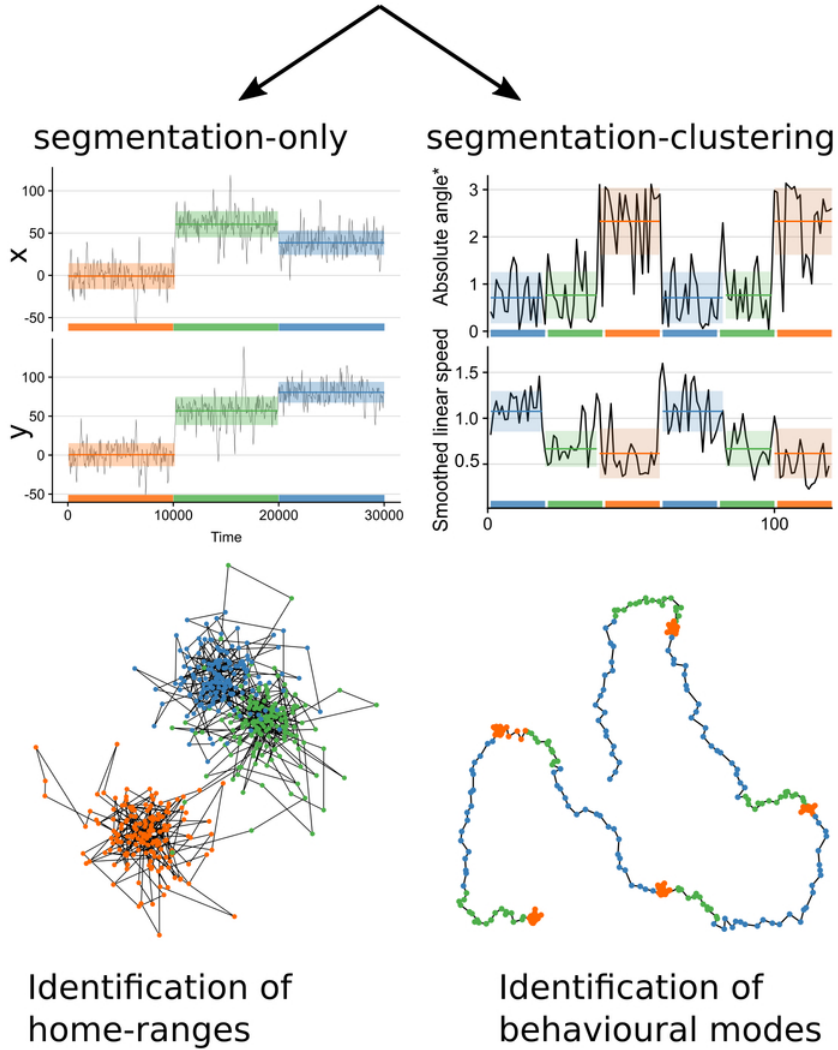 segmentation-only
segmentation-clustering
x
100
50
0
-50
y
100
50
0
-50
0
10000
20000
30000
Time
Absolute angle*
3
2
1
0
Smoothed linear speed
1.5
1.0
0.5
0
100
Identification of
home-ranges
Identification of
behavioural modes